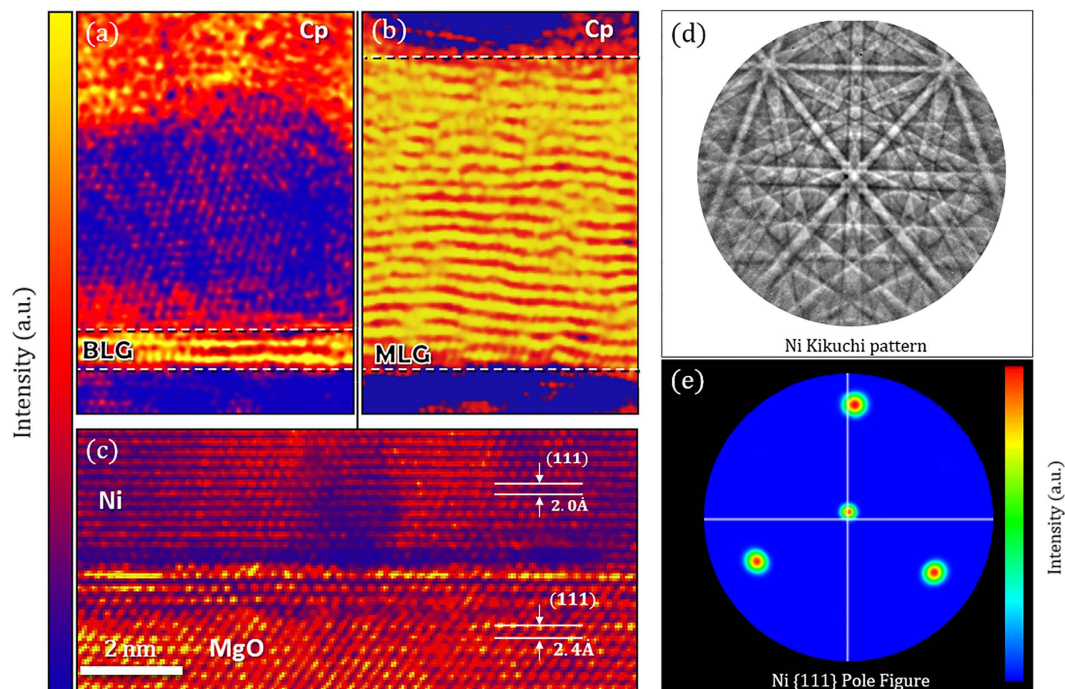 Intensity (a.u.)
(a)
Cp
BLG
(b)
Cp
MLG
(c)
Ni
(111)
2.0Å
(111)
2.4Å
MgO
2 nm
(d)
Ni Kikuchi pattern
(e)
Ni {111} Pole Figure
Intensity (a.u.)